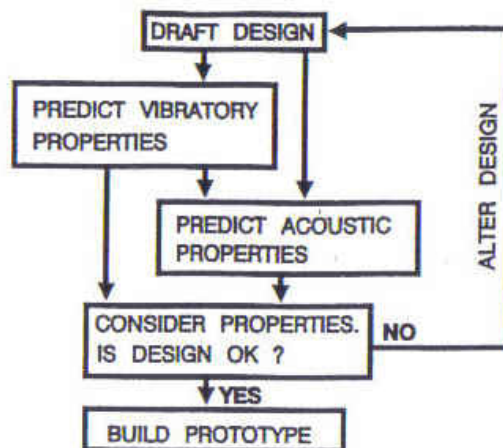 DRAFT DESIGN
PREDICT VIBRATORY
PROPERTIES
PREDICT ACOUSTIC
PROPERTIES
CONSIDER PROPERTIES.
IS DESIGN OK ?
NO
ALTER DESIGN
YES
BUILD PROTOTYPE